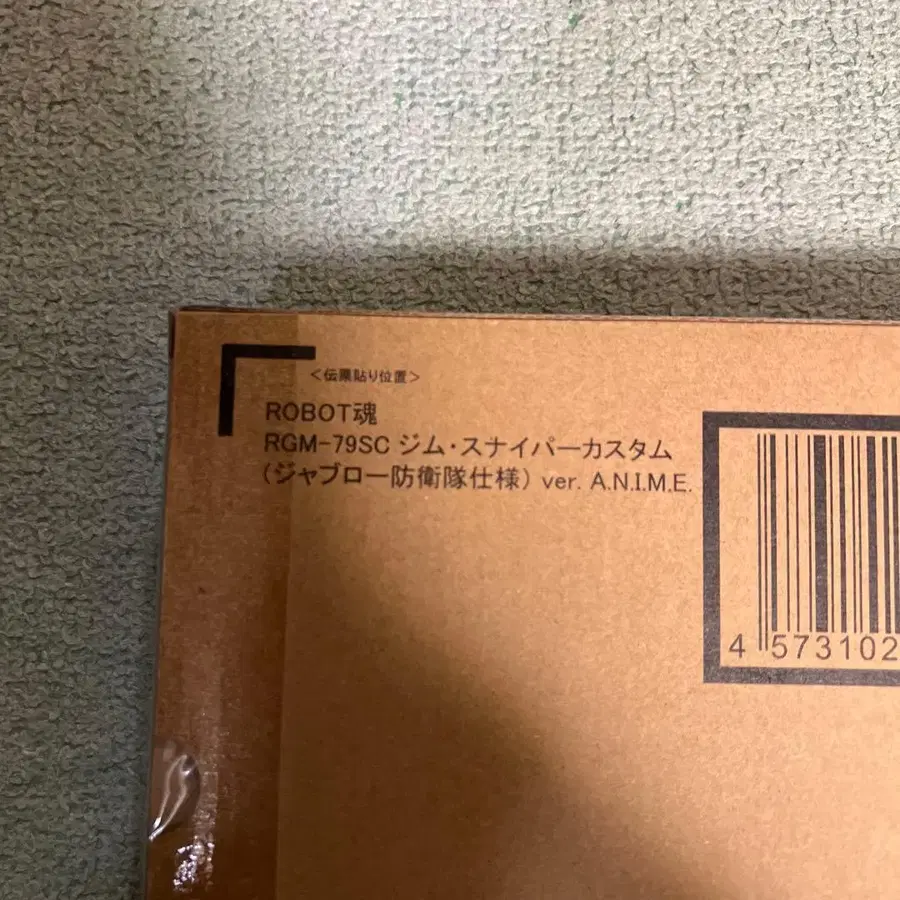 ＜伝票貼り位置＞
ROBOT魂
RGM-79SC ジム・スナイパーカスタム
(ジャブロー防衛隊仕様) ver. A.N.I.M.E.
4 573102